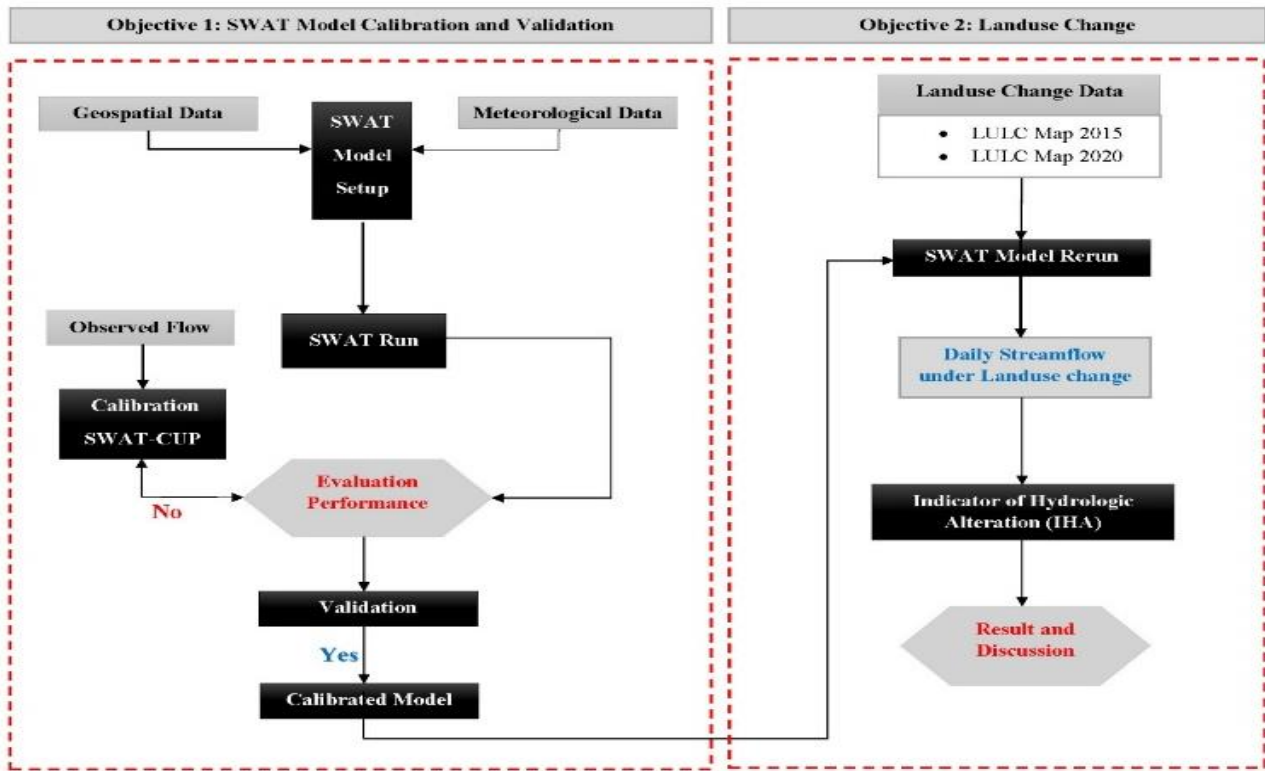 Objective 1: SWAT Model Calibration and Validation
Geospatial Data
SWAT
Model
Setup
Meteorological Data
SWAT Run
Observed Flow
Calibration
SWAT-CUP
No
Evaluation
Performance
Validation
Yes
Calibrated Model
Objective 2: Landuse Change
Landuse Change Data
• LULC Map 2015
• LULC Map 2020
SWAT Model Rerun
Daily Streamflow
under Landuse change
Indicator of Hydrologic
Alteration (IHA)
Result and
Discussion